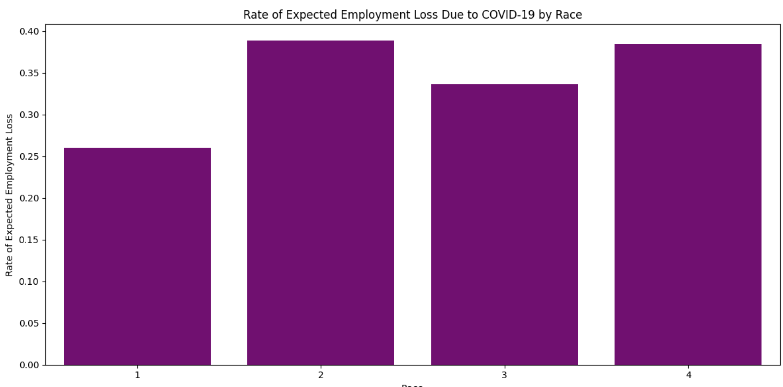 Rate of Expected Employment Loss Due to COVID-19 by Race
Rate of Expected Employment Loss
0.40
0.35
0.30
0.25
0.20
0.15
0.10
0.05
0.00
1 2 3 4
Race